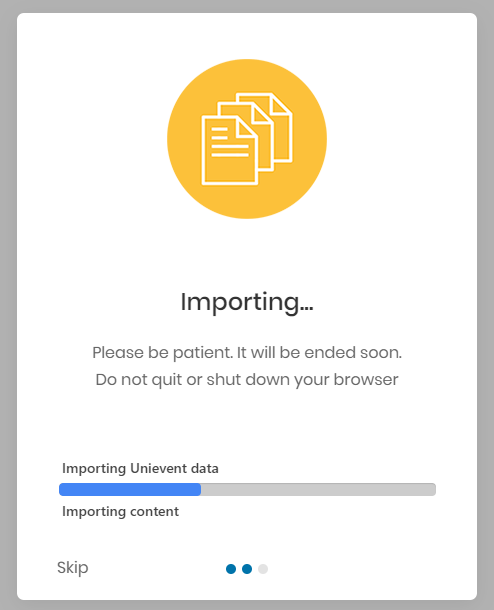 Importing...
Please be patient. It will be ended soon.
Do not quit or shut down your browser
Importing Unievent data
Importing content
Skip